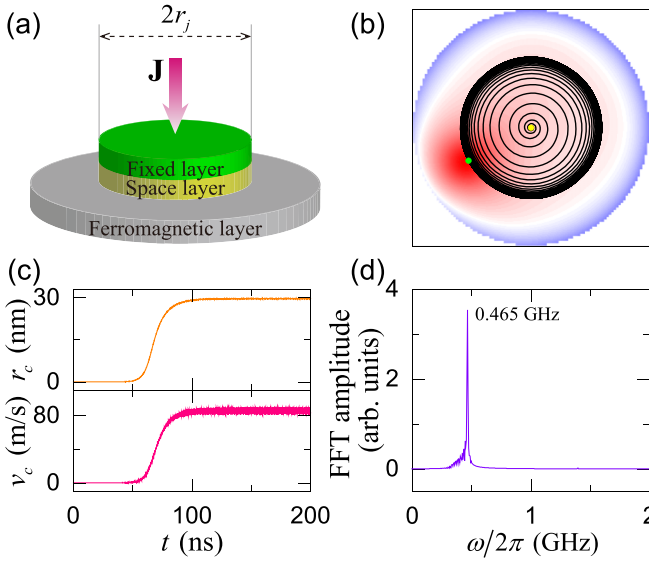 (a)
2r_j
J
Fixed layer
Space layer
Ferromagnetic layer
(b)
(c)
30
r_c (nm)
0
80
v_c (m/s)
0
0 100 200
t (ns)
(d)
4
0.465 GHz
2
FFT amplitude
(arb. units)
0
0 1 2
ω/2π (GHz)